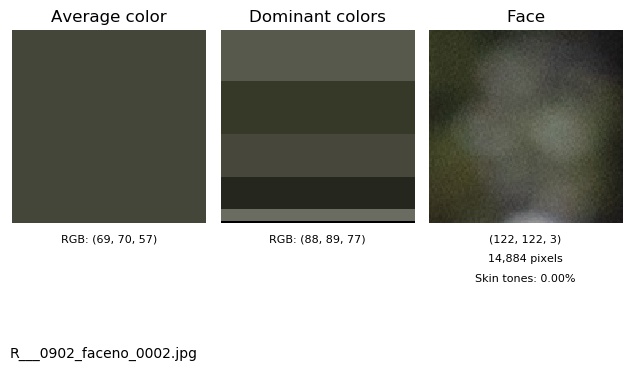 Average color
Dominant colors
Face
RGB: (69, 70, 57)
RGB: (88, 89, 77)
(122, 122, 3)
14,884 pixels
Skin tones: 0.00%
R___0902_faceno_0002.jpg